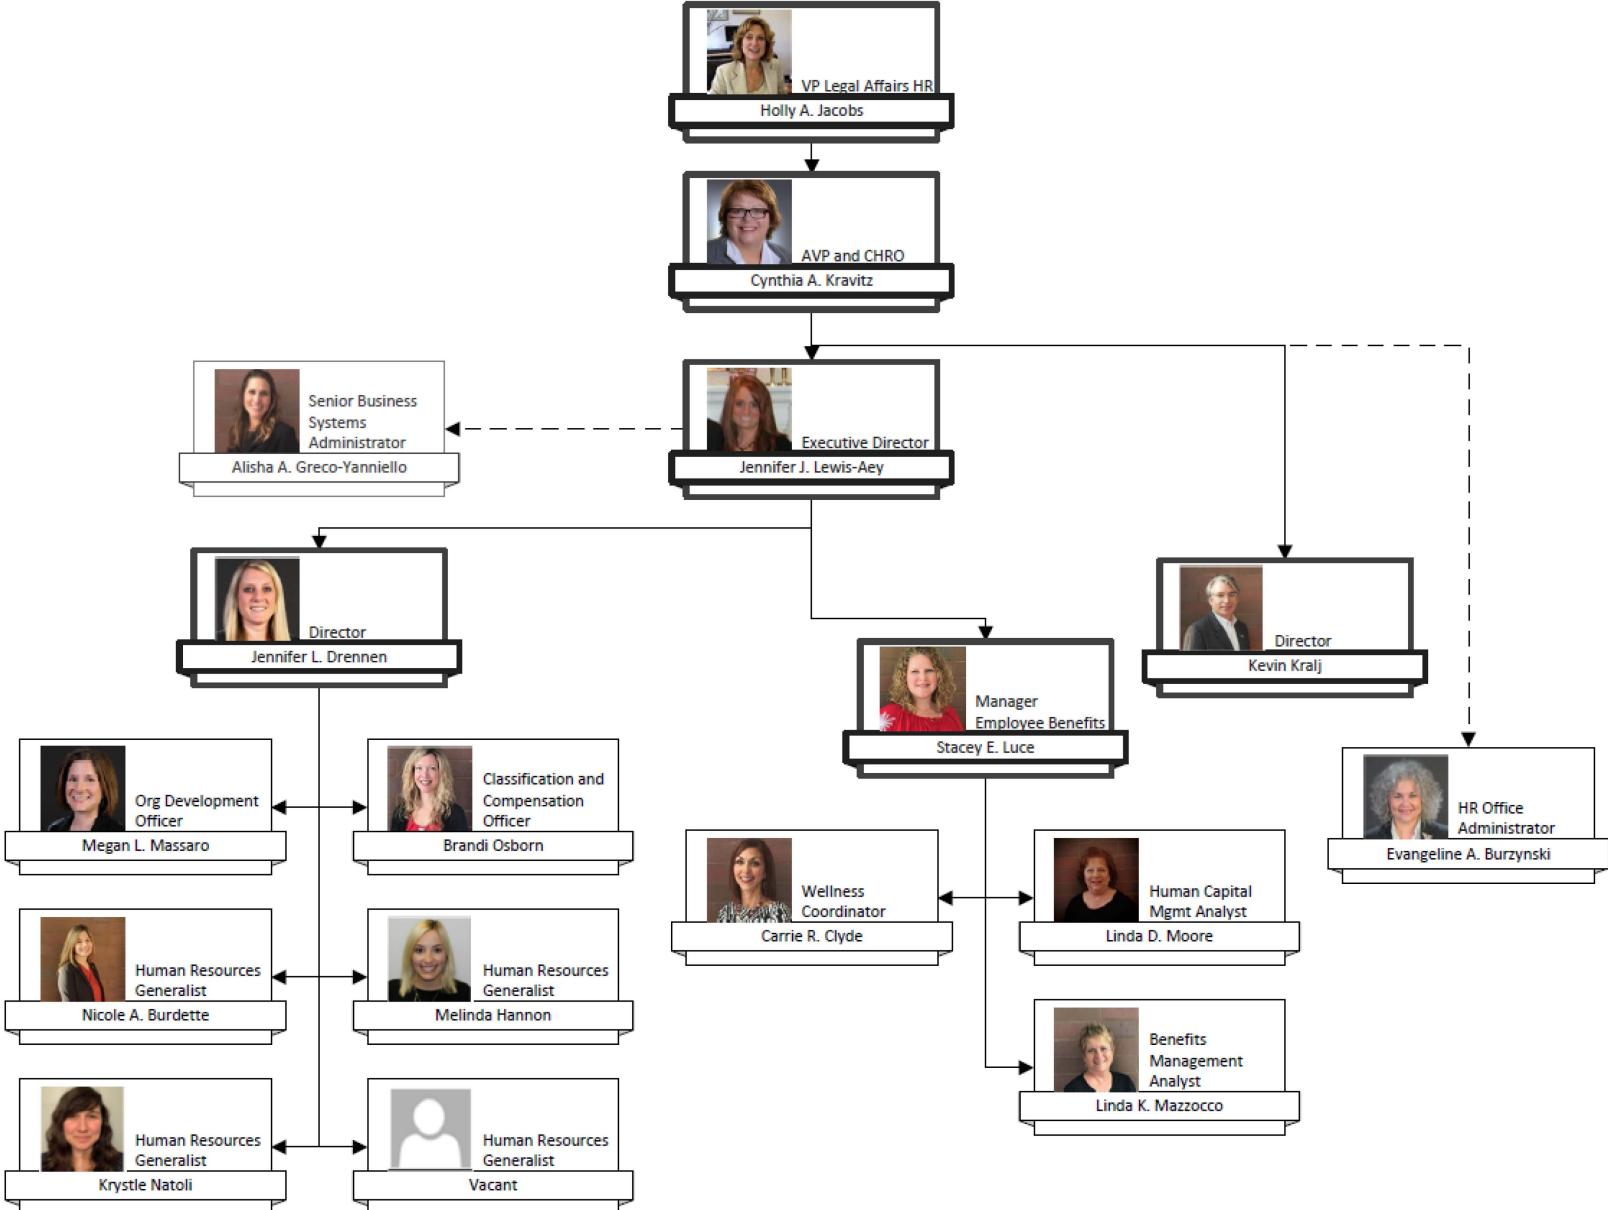 VP Legal Affairs HR
Holly A. Jacobs
AVP and CHRO
Cynthia A. Kravitz
Senior Business
Systems
Administrator
Alisha A. Greco-Yanniello
Executive Director
Jennifer J. Lewis-Aey
Director
Jennifer L. Drennen
Director
Kevin Kralj
Manager
Employee Benefits
Stacey E. Luce
Org Development
Officer
Megan L. Massaro
Classification and
Compensation
Officer
Brandi Osborn
HR Office
Administrator
Evangeline A. Burzynski
Wellness
Coordinator
Carrie R. Clyde
Human Capital
Mgmt Analyst
Linda D. Moore
Human Resources
Generalist
Nicole A. Burdette
Human Resources
Generalist
Melinda Hannon
Benefits
Management
Analyst
Linda K. Mazzocco
Human Resources
Generalist
Krystle Natoli
Human Resources
Generalist
Vacant